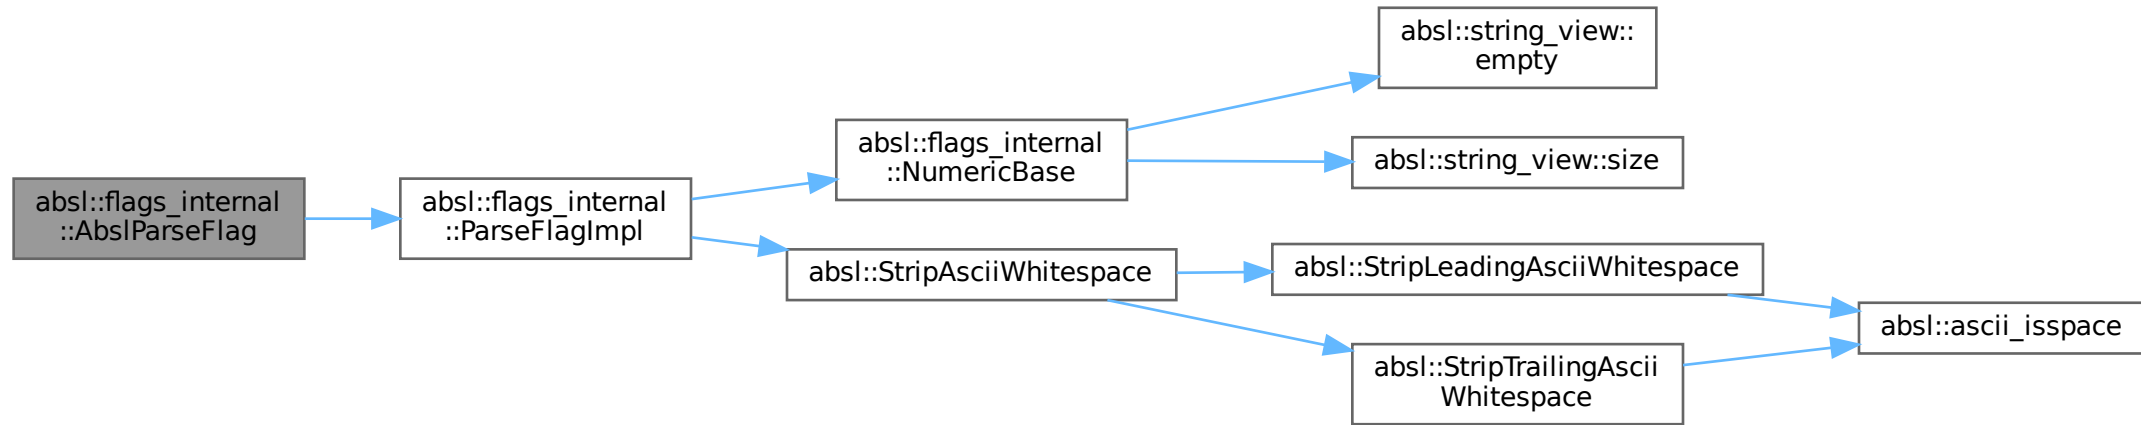 absl::flags_internal
::AbslParseFlag
absl::flags_internal
::ParseFlagImpl
absl::flags_internal
::NumericBase
absl::StripAsciiWhitespace
absl::string_view::
empty
absl::string_view::size
absl::StripLeadingAsciiWhitespace
absl::StripTrailingAscii
Whitespace
absl::ascii_isspace